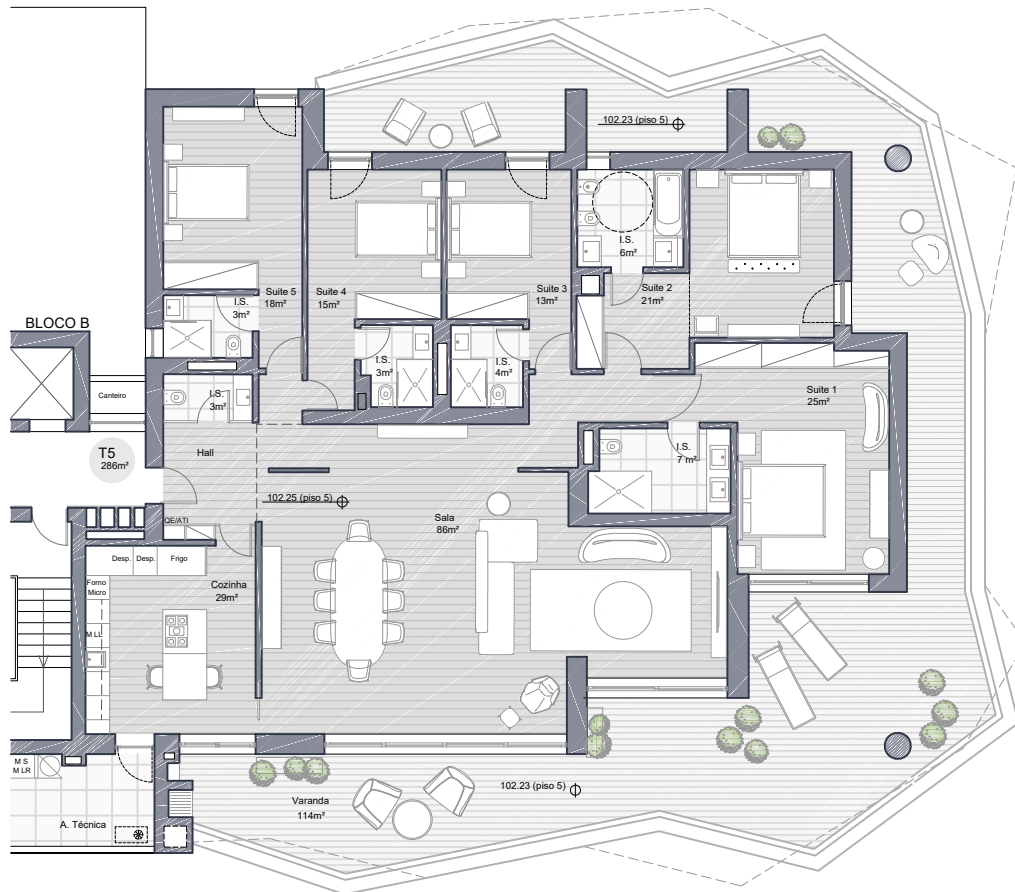 102.23 (piso 5)
I.S.
6m²
Suite 5
18m²
Suite 4
15m²
Suite 3
13m²
Suite 2
21m²
I.S.
3m²
BLOCO B
I.S.
3m²
I.S.
4m²
Canteiro
I.S.
3m²
Suite 1
25m²
T5
286m²
Hall
I.S.
7 m²
102.25 (piso 5)
QE/ATI
Sala
86m²
Desp.
Desp.
Frigo
Forno
Micro
Cozinha
29m²
M LL
M S
M LR
102.23 (piso 5)
Varanda
114m²
A. Técnica